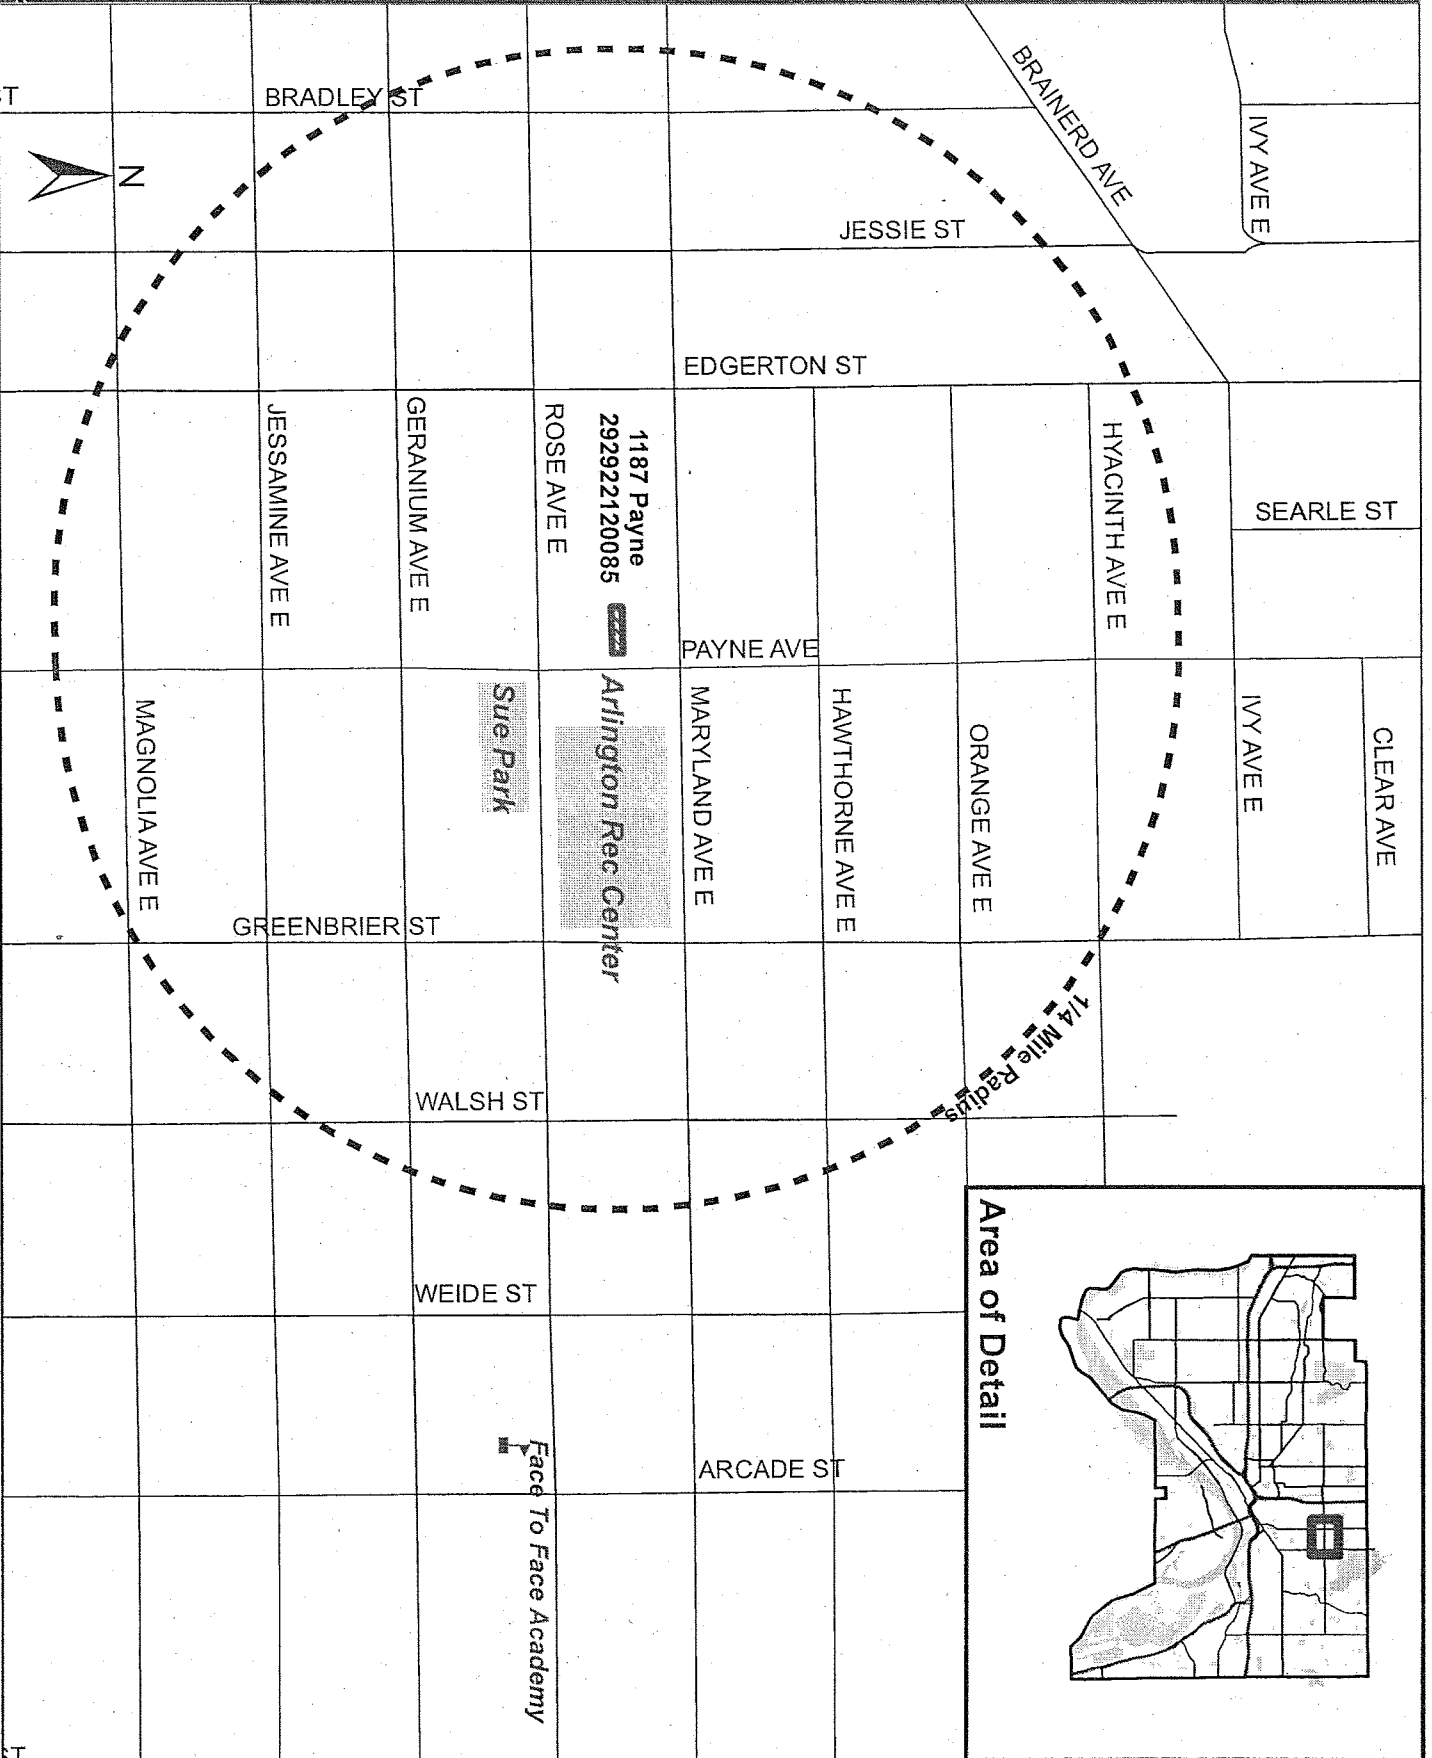 BRADLEY ST
ST
N
BRAINERD AVE
IVY AVE E
JESSIE ST
EDGERTON ST
JESSAMINE AVE E
GERANIUM AVE E
ROSE AVE E
1187 Payne
292922120085
HYACINTH AVE E
SEARLE ST
PAYNE AVE
Sue Park
Arlington Rec Center
MAGNOLIA AVE E
MARYLAND AVE E
HAWTHORNE AVE E
ORANGE AVE E
IVY AVE E
CLEAR AVE
GREENBRIER ST
1/4 Mile Radius
WALSH ST
Area of Detail
WEIDE ST
ARCADE ST
Face To Face Academy
ST